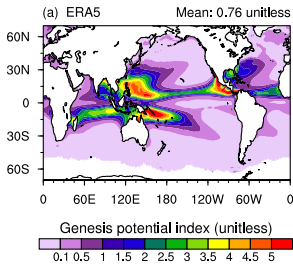 (a) ERA5 Mean: 0.76 unitless
60N
30N
0
30S
60S
0 60E 120E 180 120W 60W 0
Genesis potential index (unitless)
0.1 0.5 1 1.5 2 2.5 3 3.5 4 4.5 5